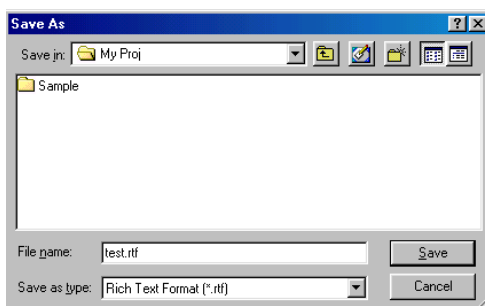 Save As
Save in: My Proj
Sample
File name: test.rtf Save
Save as type: Rich Text Format (*.rtf) Cancel